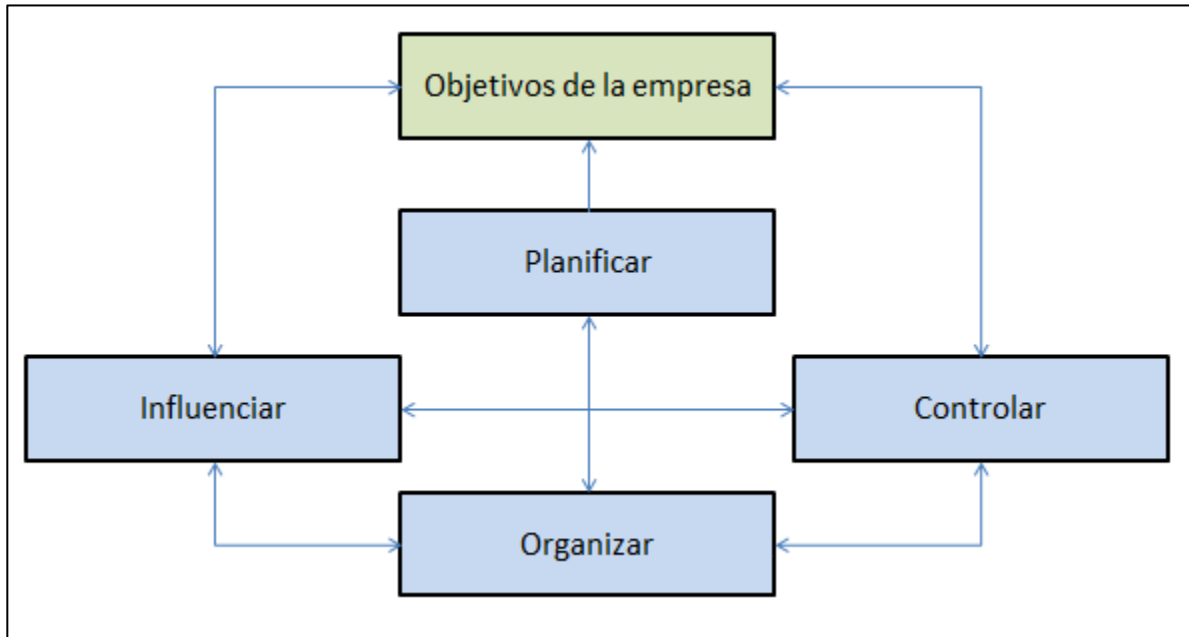 Objetivos de la empresa
Planificar
Influenciar
Controlar
Organizar